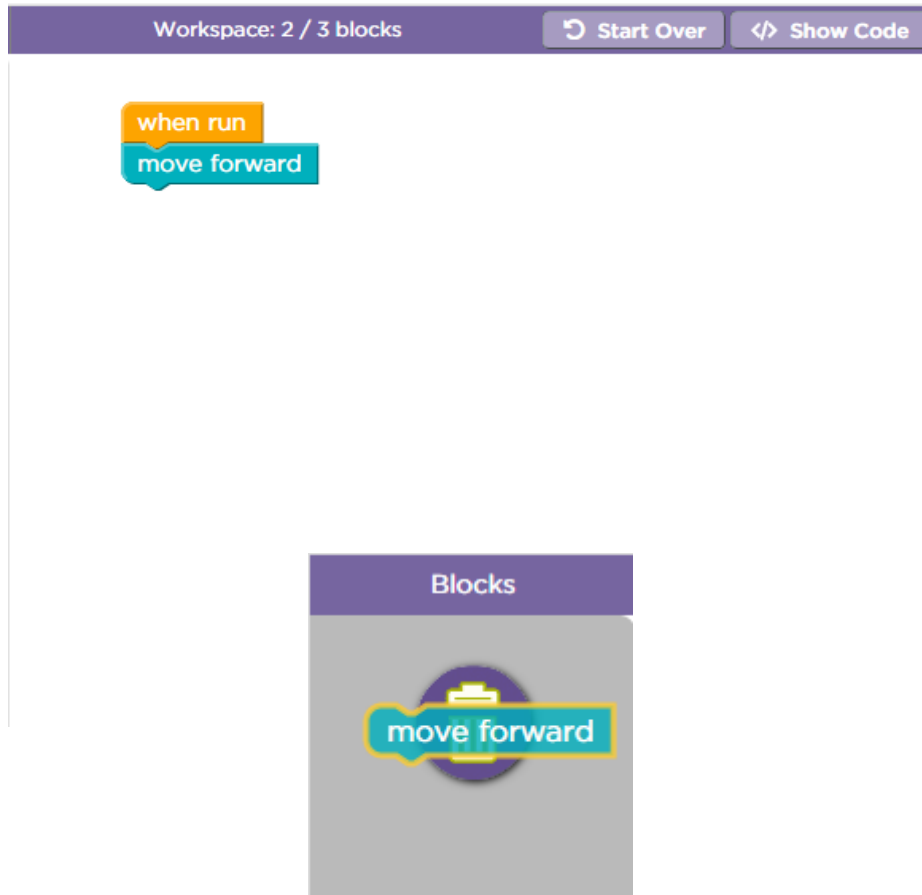 Workspace: 2 / 3 blocks Start Over </> Show Code
when run
move forward
Blocks
move forward